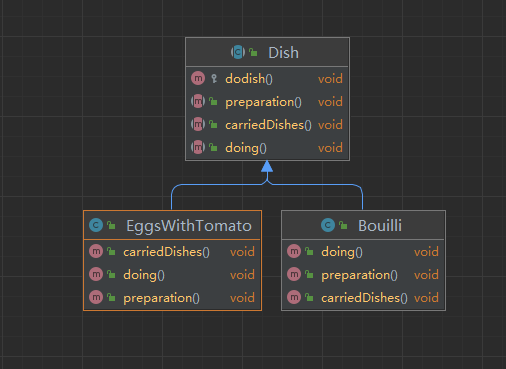 Dish
dodish() void
preparation() void
carriedDishes() void
doing() void
EggsWithTomato
carriedDishes() void
doing() void
preparation() void
Bouilli
doing() void
preparation() void
carriedDishes() void